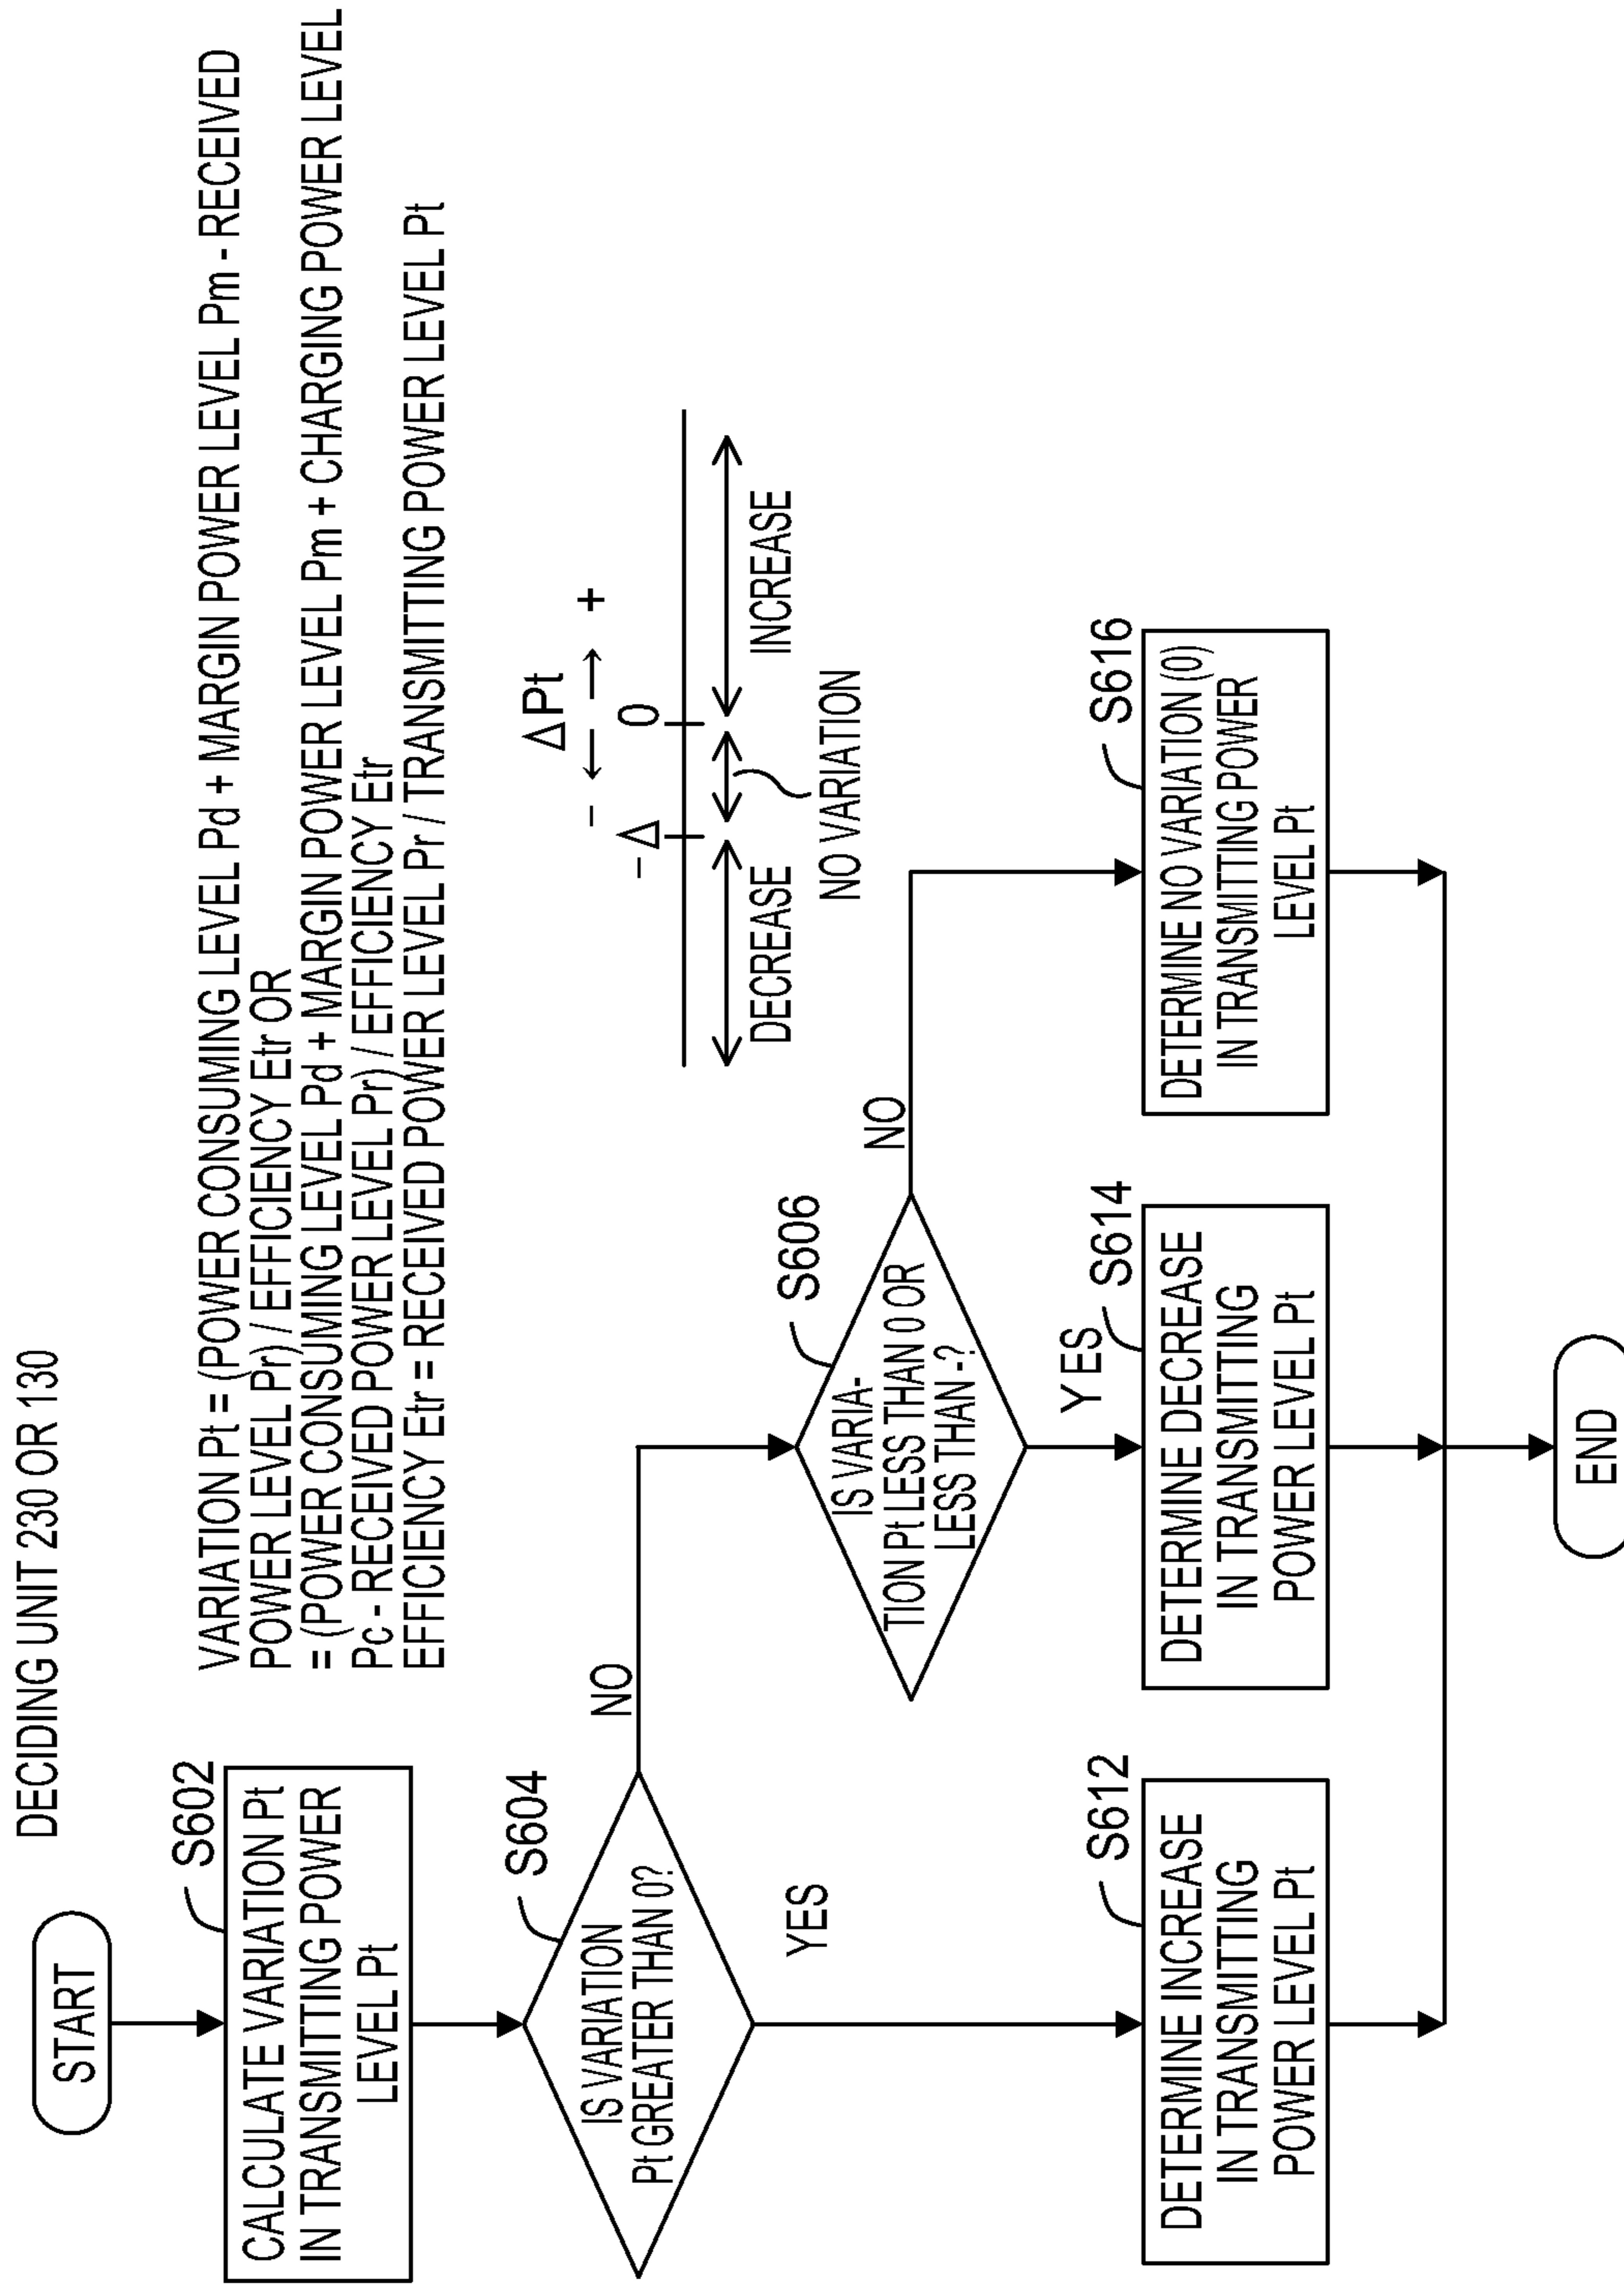 DECIDING UNIT 230 OR 130
START
S602
CALCULATE VARIATION Pt
IN TRANSMITTING POWER
LEVEL Pt
VARIATION Pt = (POWER CONSUMING LEVEL Pd + MARGIN POWER LEVEL Pm - RECEIVED
POWER LEVEL Pr) / EFFICIENCY Etr OR
= (POWER CONSUMING LEVEL Pd + MARGIN POWER LEVEL Pm + CHARGING POWER LEVEL
Pc - RECEIVED POWER LEVEL Pr) / EFFICIENCY Etr
EFFICIENCY Etr = RECEIVED POWER LEVEL Pr / TRANSMITTING POWER LEVEL Pt
S604
IS VARIATION
Pt GREATER THAN 0?
NO
YES
ΔPt
- ← → +
-Δ 0
DECREASE
INCREASE
NO VARIATION
S606
IS VARIA-
TION Pt LESS THAN 0 OR
LESS THAN -?
NO
YES
S612
DETERMINE INCREASE
IN TRANSMITTING
POWER LEVEL Pt
S614
DETERMINE DECREASE
IN TRANSMITTING
POWER LEVEL Pt
S616
DETERMINE NO VARIATION (0)
IN TRANSMITTING POWER
LEVEL Pt
END